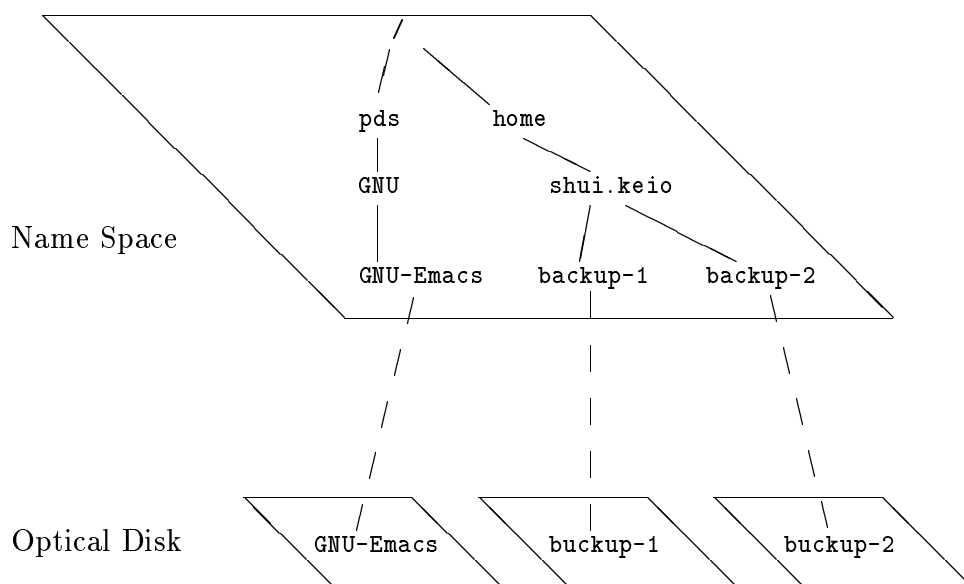 /
pds home
GNU shui.keio
Name Space
GNU-Emacs backup-1 backup-2
Optical Disk
GNU-Emacs buckup-1 buckup-2